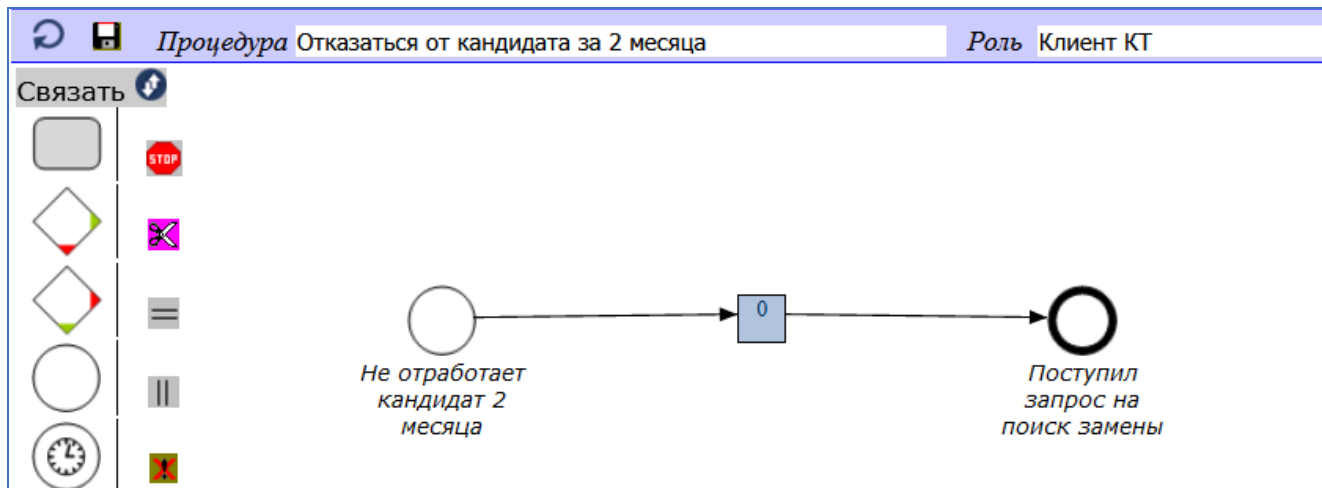 Процедура Отказаться от кандидата за 2 месяца Роль Клиент КТ
Связать
STOP
0
Не отработает
кандидат 2
месяца
Поступил
запрос на
поиск замены